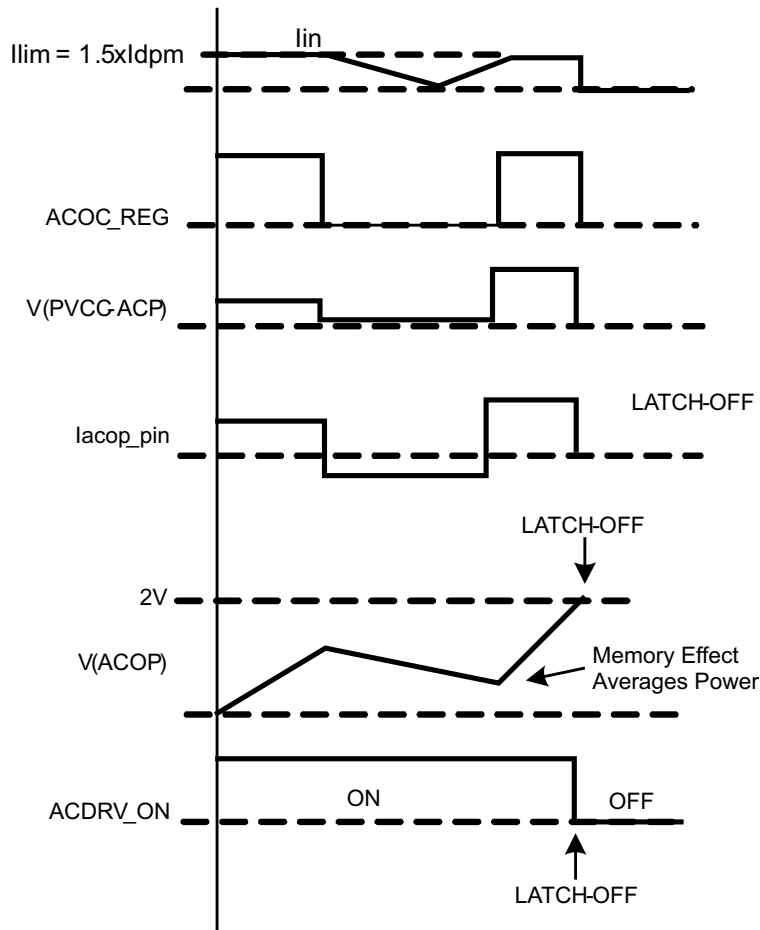 Iin
Ilim = 1.5xIdpm
ACOC_REG
V(PVCC-ACP)
LATCH-OFF
Iacop_pin
LATCH-OFF
2V
V(ACOP)
Memory Effect
Averages Power
ON
OFF
ACDRV_ON
LATCH-OFF